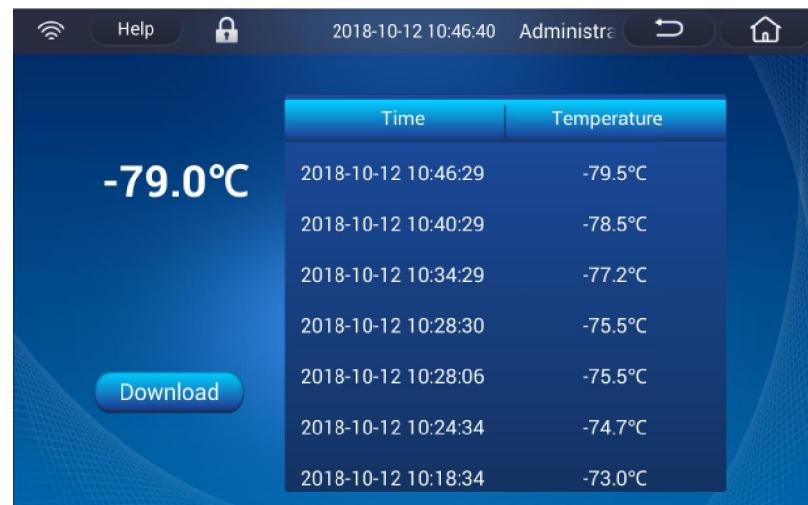 Help 2018-10-12 10:46:40 Administra
Time Temperature
-79.0℃
2018-10-12 10:46:29 -79.5℃
2018-10-12 10:40:29 -78.5℃
2018-10-12 10:34:29 -77.2℃
2018-10-12 10:28:30 -75.5℃
2018-10-12 10:28:06 -75.5℃
Download
2018-10-12 10:24:34 -74.7℃
2018-10-12 10:18:34 -73.0℃